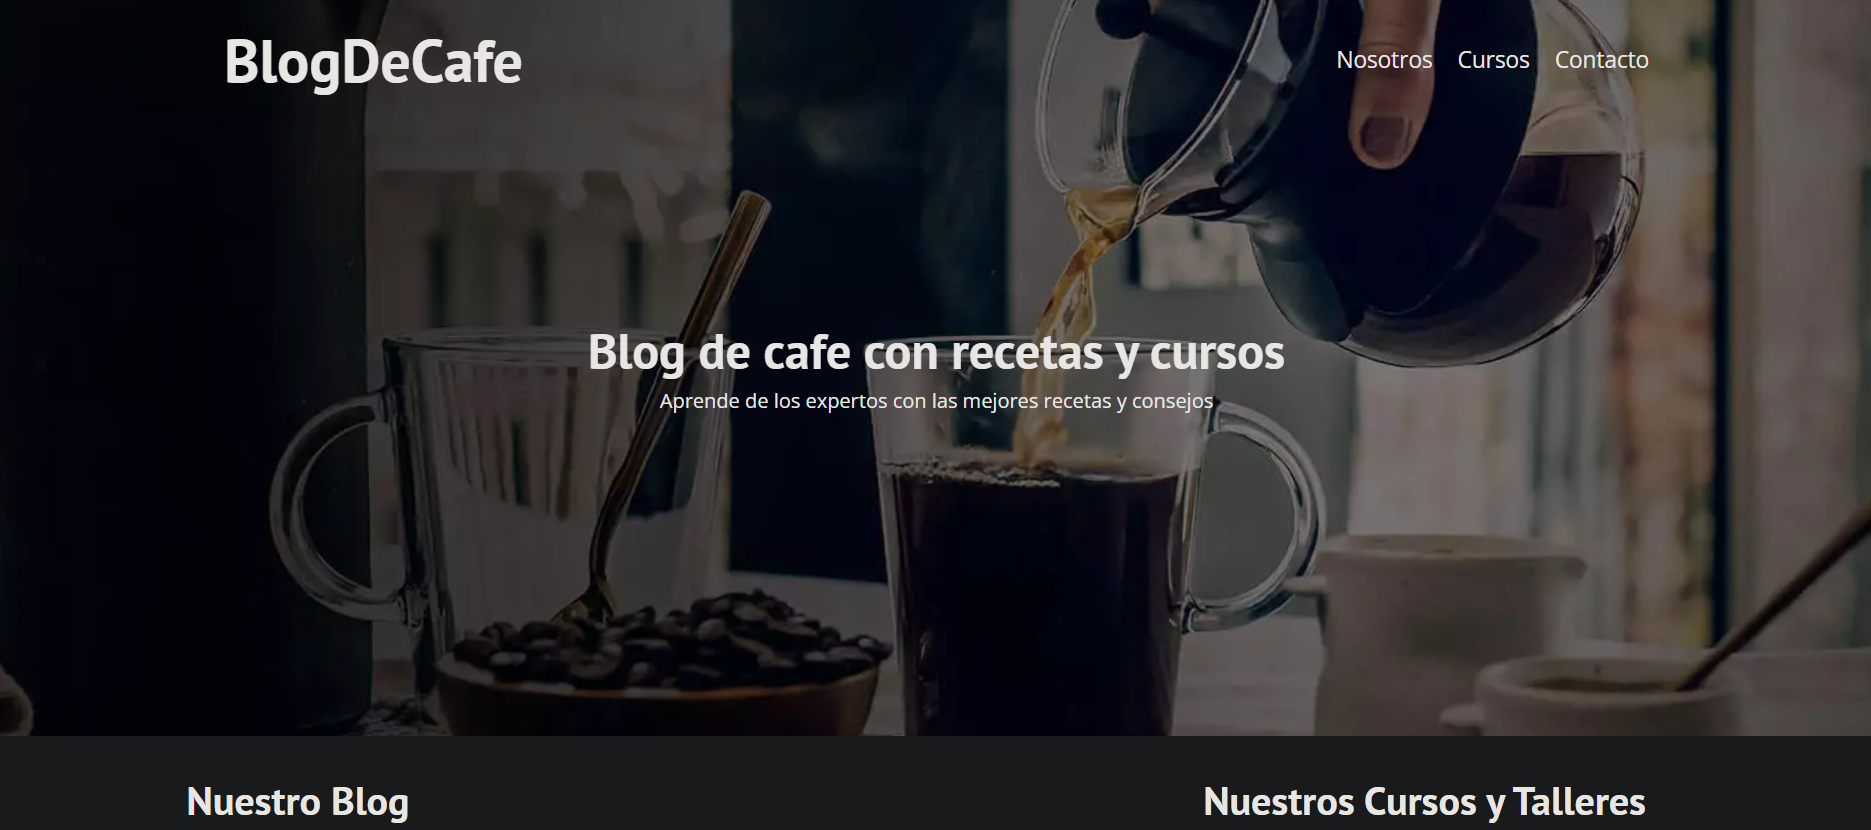 BlogDeCafe
Nosotros Cursos Contacto
Blog de cafe con recetas y cursos
Aprende de los expertos con las mejores recetas y consejos
Nuestro Blog
Nuestros Cursos y Talleres